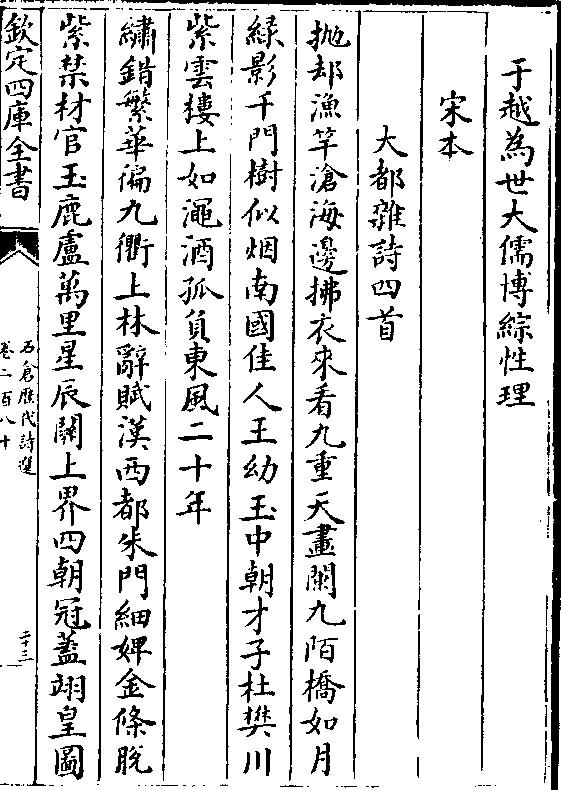 于越為世大儒博綜性理
宋本
大都雜詩四首
抛却漁竿滄海邊拂衣來看九重天畫闌九陌橋如月
緑影千門樹似烟南國佳人王幼玉中朝才子杜樊川
紫雲樓上如澠酒孤負東風二十年
繡錯繁華徧九衢上林辭賦漢西都朱門細婢金條脫
紫禁材官玉鹿盧萬里星辰闗上界四朝冠蓋翊皇圖
欽定四庫全書
石倉歷代詩選
卷二百八十
二十三